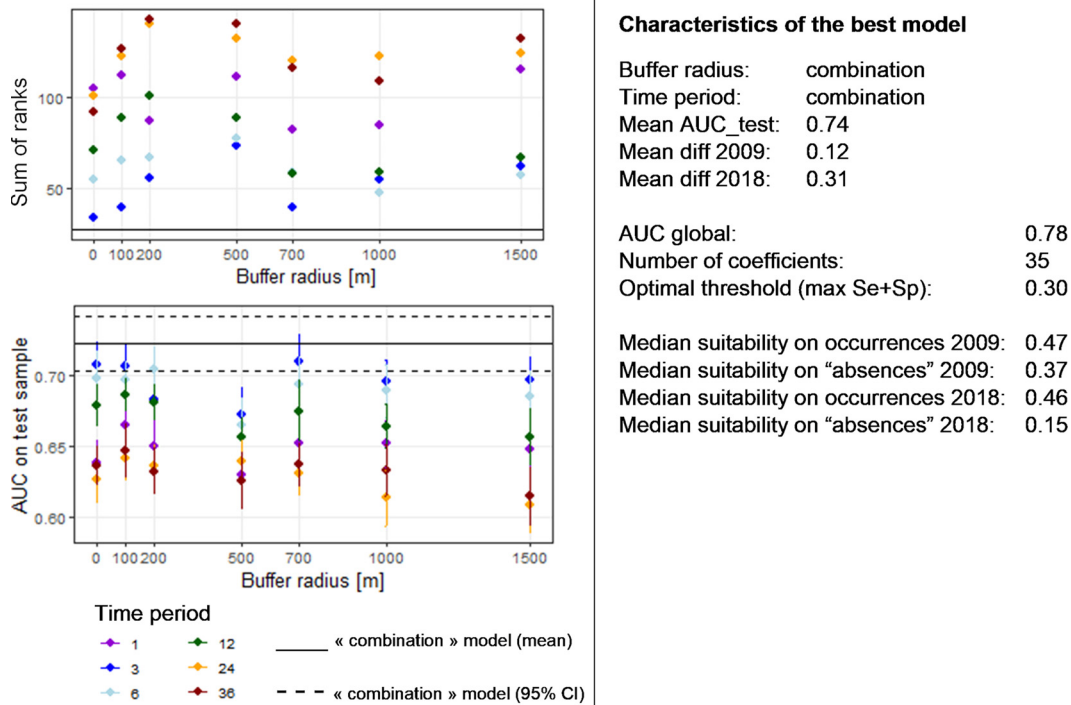 Sum of ranks
100
50
0 100 200 500 700 1000 1500
Buffer radius [m]
AUC on test sample
0.70
0.65
0.60
0 100 200 500 700 1000 1500
Buffer radius [m]
Time period
1 12
3 24
6 36
« combination » model (mean)
« combination » model (95% CI)
Characteristics of the best model
Buffer radius: combination
Time period: combination
Mean AUC_test: 0.74
Mean diff 2009: 0.12
Mean diff 2018: 0.31
AUC global: 0.78
Number of coefficients: 35
Optimal threshold (max Se+Sp): 0.30
Median suitability on occurrences 2009: 0.47
Median suitability on “absences” 2009: 0.37
Median suitability on occurrences 2018: 0.46
Median suitability on “absences” 2018: 0.15